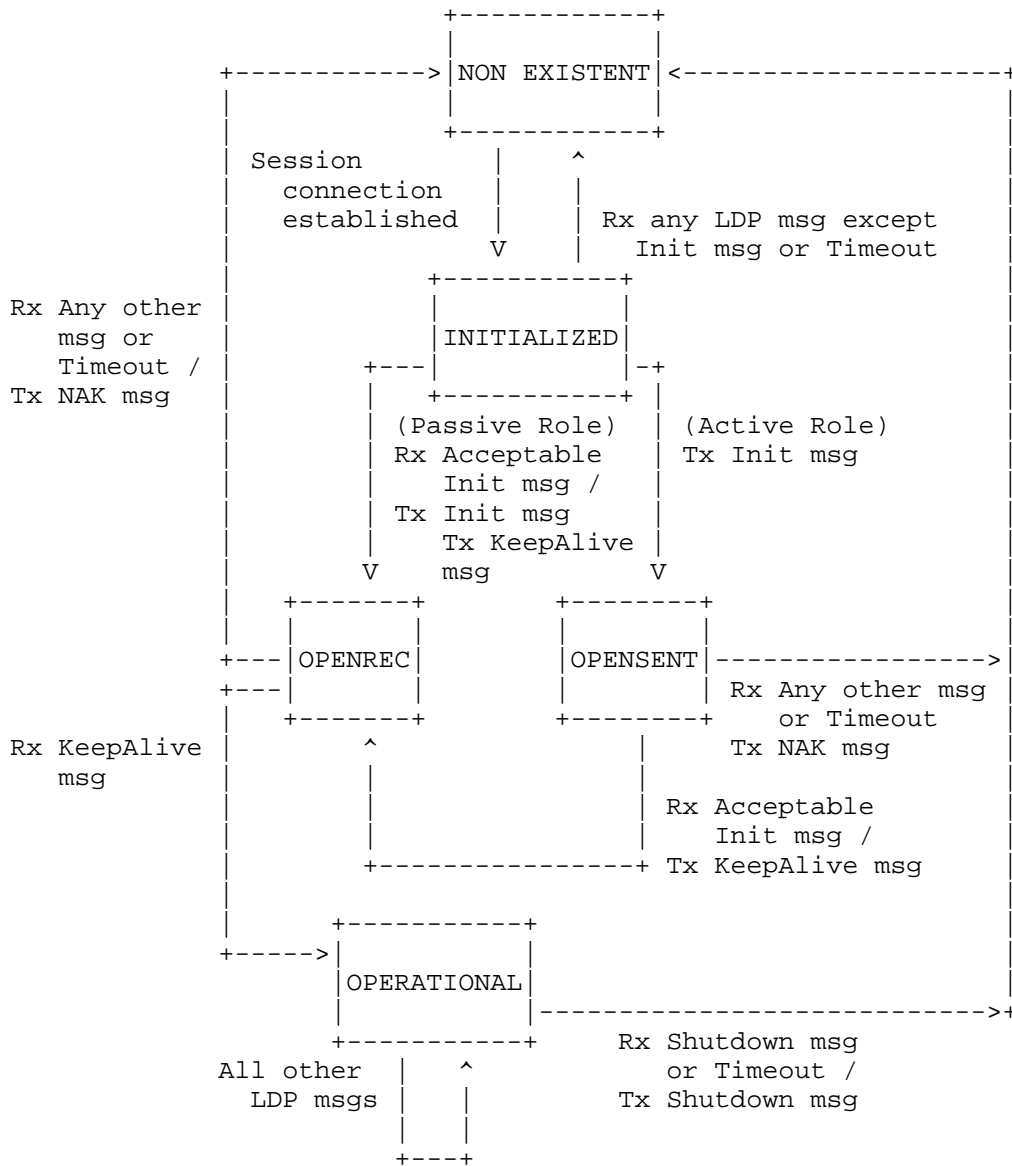 NON EXISTENT
Session
connection
established
Rx any LDP msg except
Init msg or Timeout
Rx Any other
msg or
Timeout /
Tx NAK msg
INITIALIZED
(Passive Role)
Rx Acceptable
Init msg /
Tx Init msg
Tx KeepAlive
msg
(Active Role)
Tx Init msg
OPENREC
OPENSENT
Rx Any other msg
or Timeout
Tx NAK msg
Rx KeepAlive
msg
Rx Acceptable
Init msg /
Tx KeepAlive msg
OPERATIONAL
Rx Shutdown msg
or Timeout /
Tx Shutdown msg
All other
LDP msgs